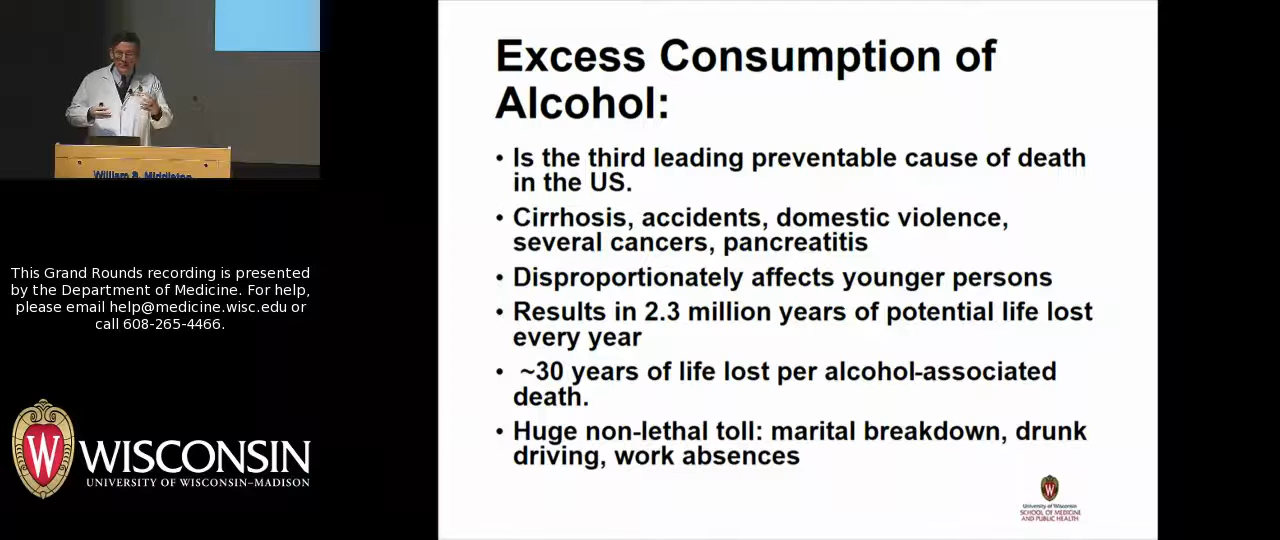 William S. Middleton
This Grand Rounds recording is presented
by the Department of Medicine. For help,
please email help@medicine.wisc.edu or
call 608-265-4466.
W
WISCONSIN
UNIVERSITY OF WISCONSIN–MADISON
Excess Consumption of
Alcohol:
• Is the third leading preventable cause of death
in the US.
• Cirrhosis, accidents, domestic violence,
several cancers, pancreatitis
• Disproportionately affects younger persons
• Results in 2.3 million years of potential life lost
every year
• ~30 years of life lost per alcohol-associated
death.
• Huge non-lethal toll: marital breakdown, drunk
driving, work absences
W
University of Wisconsin
SCHOOL OF MEDICINE
AND PUBLIC HEALTH